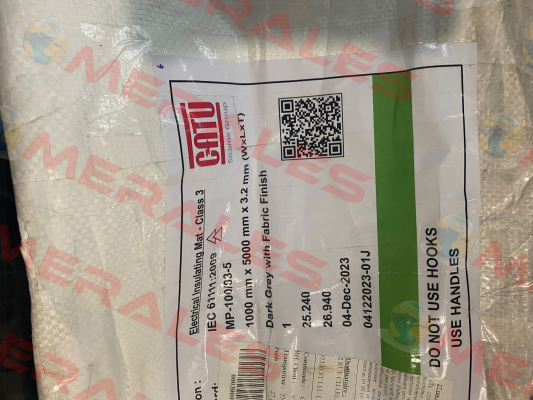 CATU
Sicame Group
Electrical Insulating Mat - Class 3
IEC 61111:2009
MP-100/33-5
1000 mm x 5000 mm x 3.2 mm (WxLxT)
Dark Grey with Fabric Finish
1
25.240
26.940
04-Dec-2023
04122023-01J
DO NOT USE HOOKS
USE HANDLES
MERALES